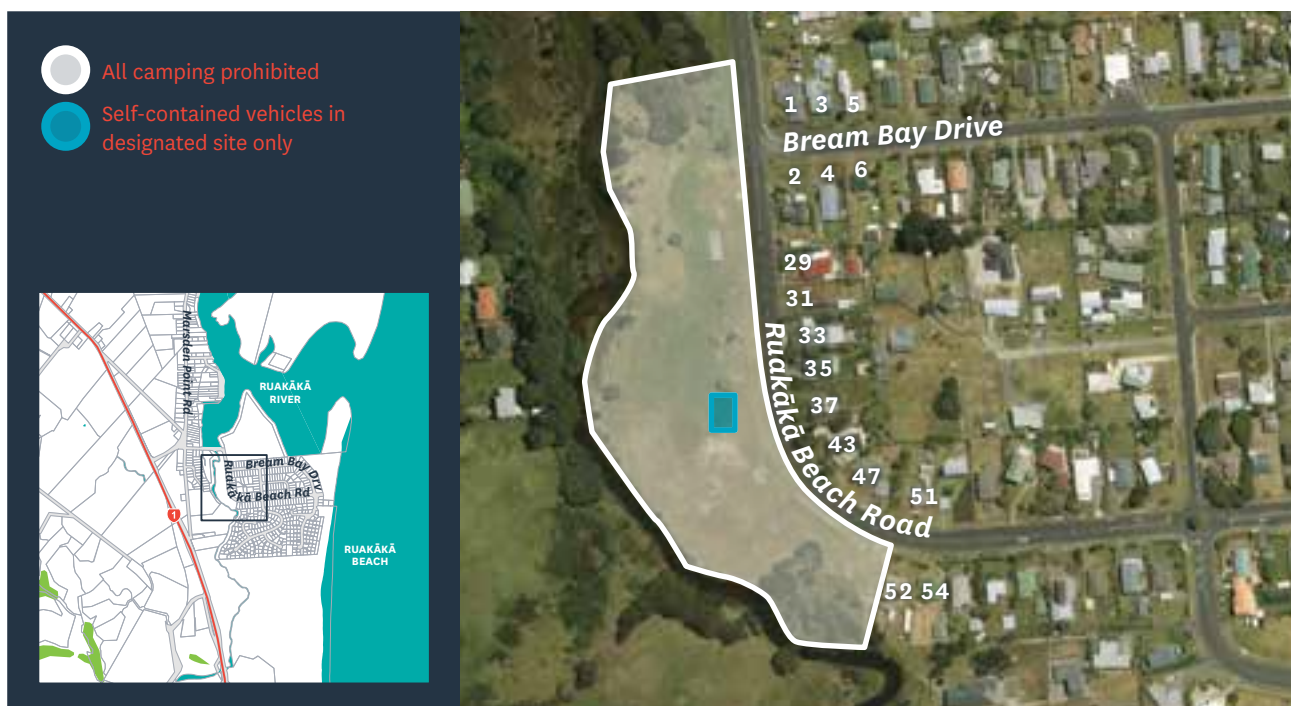 All camping prohibited
Self-contained vehicles in
designated site only
Marsden Point Rd
RUAKĀKĀ
RIVER
Bream Bay Drv
Ruakākā Beach Rd
1
RUAKĀKĀ
BEACH
1 3 5
Bream Bay Drive
2 4 6
29
31
33
35
37
43
47
51
Ruakākā Beach Road
52 54